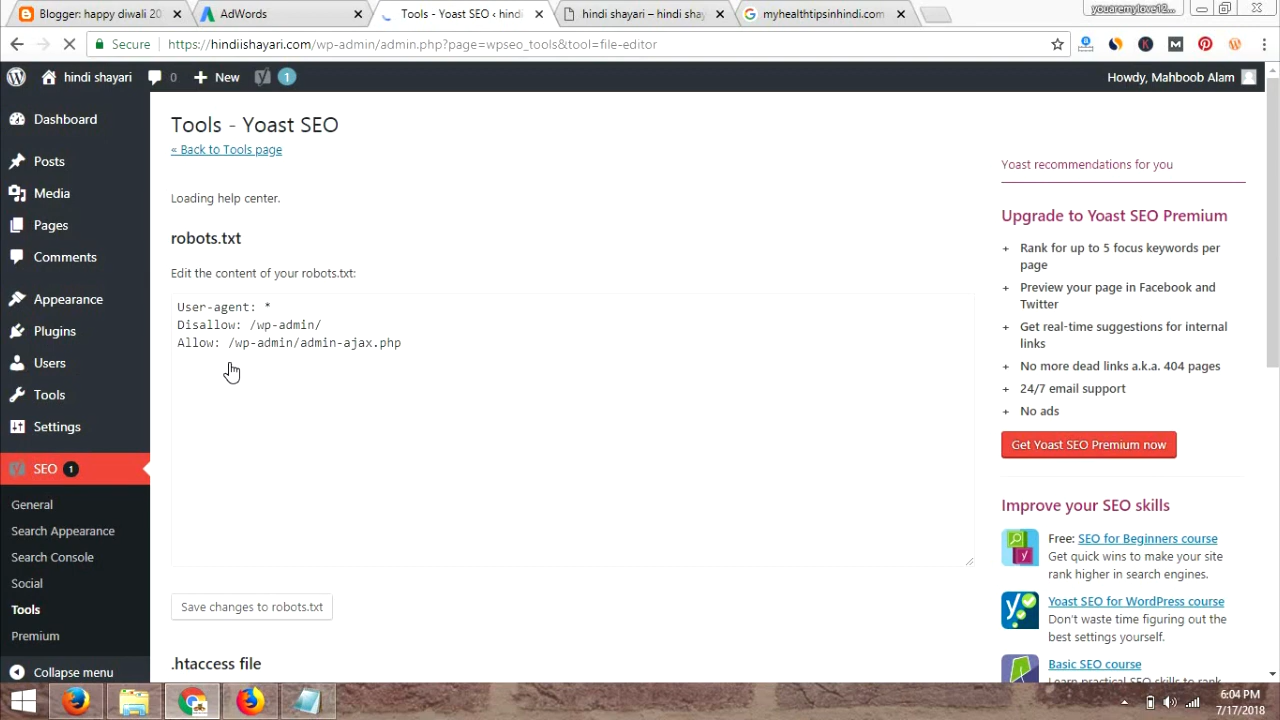 Blogger: happy diwali 20
AdWords
Tools - Yoast SEO ‹ hindi
hindi shayari – hindi shay
myhealthtipsinhindi.com
youaremylove12...
Secure
https://hindiishayari.com/wp-admin/admin.php?page=wpseo_tools&tool=file-editor
hindi shayari
0
New
1
Howdy, Mahboob Alam
Dashboard
Posts
Media
Pages
Comments
Appearance
Plugins
Users
Tools
Settings
SEO 1
General
Search Appearance
Search Console
Social
Tools
Premium
Collapse menu
Tools - Yoast SEO
« Back to Tools page
Loading help center.
robots.txt
Edit the content of your robots.txt:
User-agent: *
Disallow: /wp-admin/
Allow: /wp-admin/admin-ajax.php
Save changes to robots.txt
.htaccess file
Yoast recommendations for you
Upgrade to Yoast SEO Premium
+ Rank for up to 5 focus keywords per
page
+ Preview your page in Facebook and
Twitter
+ Get real-time suggestions for internal
links
+ No more dead links a.k.a. 404 pages
+ 24/7 email support
+ No ads
Get Yoast SEO Premium now
Improve your SEO skills
Free: SEO for Beginners course
Get quick wins to make your site
rank higher in search engines.
Yoast SEO for WordPress course
Don't waste time figuring out the
best settings yourself.
Basic SEO course
Learn practical SEO skills to rank
6:04 PM
7/17/2018